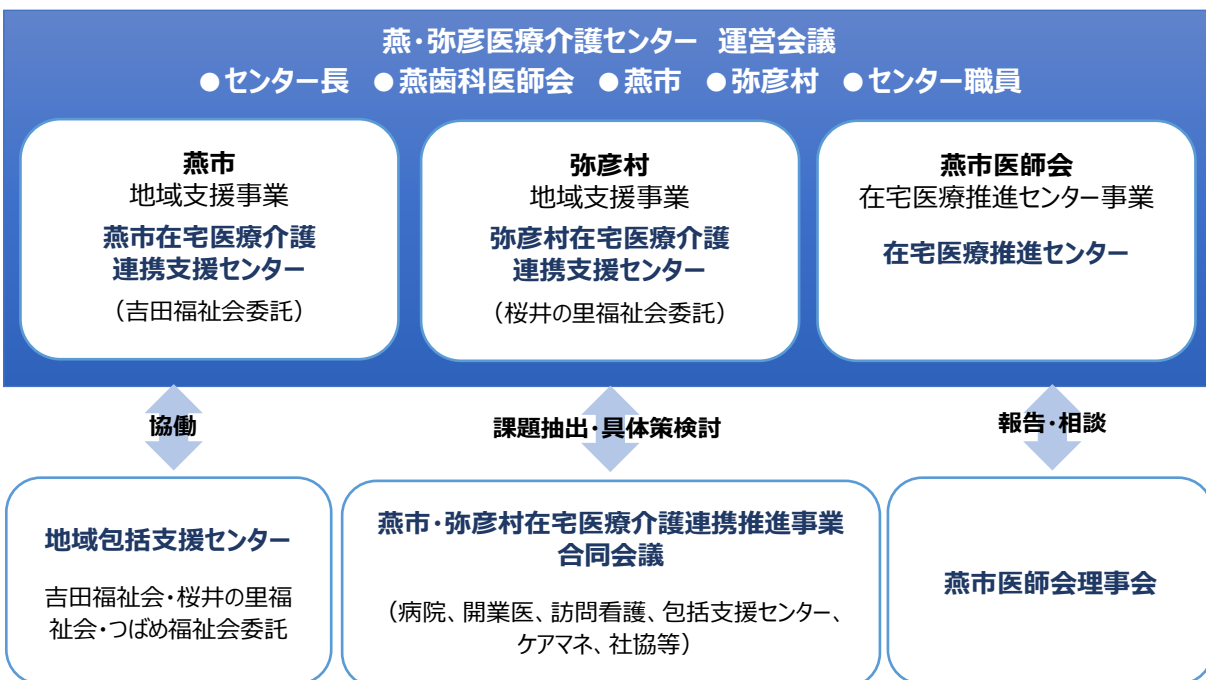 燕・弥彦医療介護センター 運営会議
●センター長 ●燕歯科医師会 ●燕市 ●弥彦村 ●センター職員
燕市
地域支援事業
燕市在宅医療介護
連携支援センター
（吉田福祉会委託）
弥彦村
地域支援事業
弥彦村在宅医療介護
連携支援センター
（桜井の里福祉会委託）
燕市医師会
在宅医療推進センター事業
在宅医療推進センター
協働
課題抽出・具体策検討
報告・相談
地域包括支援センター
吉田福祉会・桜井の里福
祉会・つばめ福祉会委託
燕市・弥彦村在宅医療介護連携推進事業
合同会議
（病院、開業医、訪問看護、包括支援センター、
ケアマネ、社協等）
燕市医師会理事会